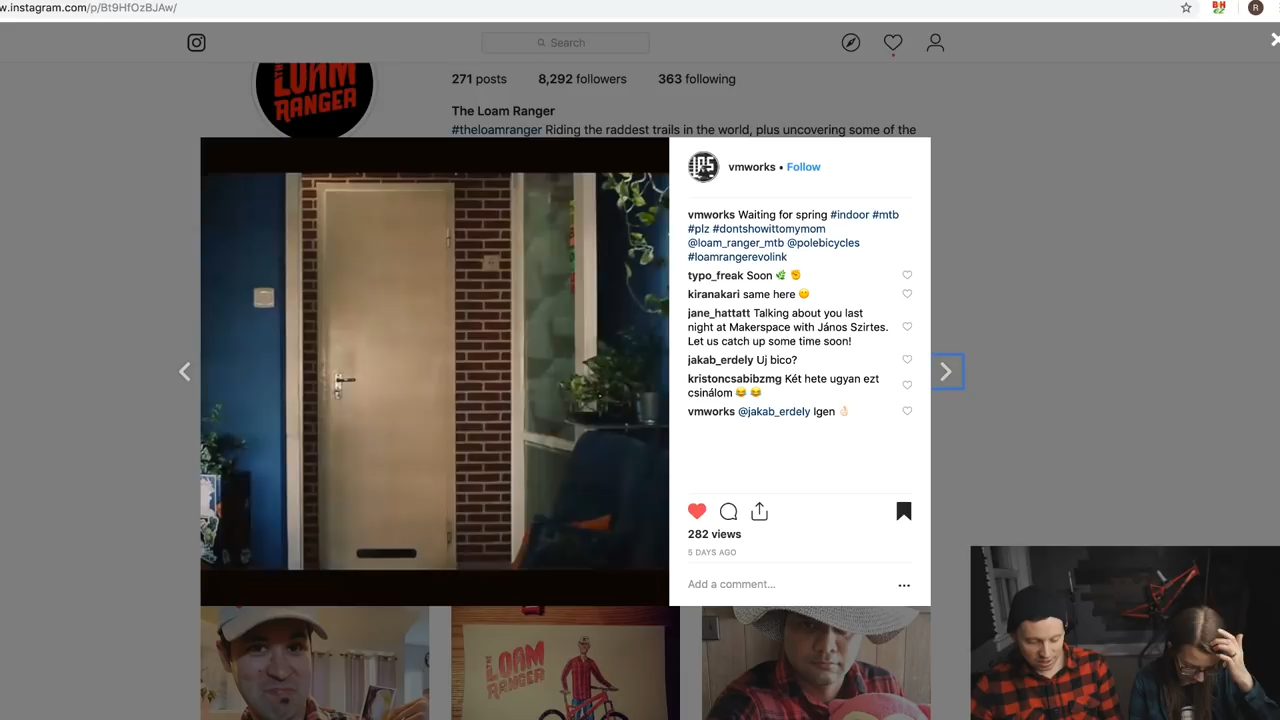 w.instagram.com/p/Bt9HfOzBJAw/
R
Search
271 posts 8,292 followers 363 following
THE
LOAM
RANGER
The Loam Ranger
#theloamranger Riding the raddest trails in the world, plus uncovering some of the
vmworks • Follow
vmworks Waiting for spring #indoor #mtb
#plz #dontshowittomymom
@loam_ranger_mtb @polebicycles
#loamrangerevolink
typo_freak Soon 🌿 ✊
kiranakari same here 😋
jane_hattatt Talking about you last
night at Makerspace with János Szirtes.
Let us catch up some time soon!
jakab_erdely Uj bico?
kristoncsabibzmg Két hete ugyan ezt
csinálom 😂 😂
vmworks @jakab_erdely Igen 👌🏻
282 views
5 DAYS AGO
Add a comment...
THE
LOAM
RANGER